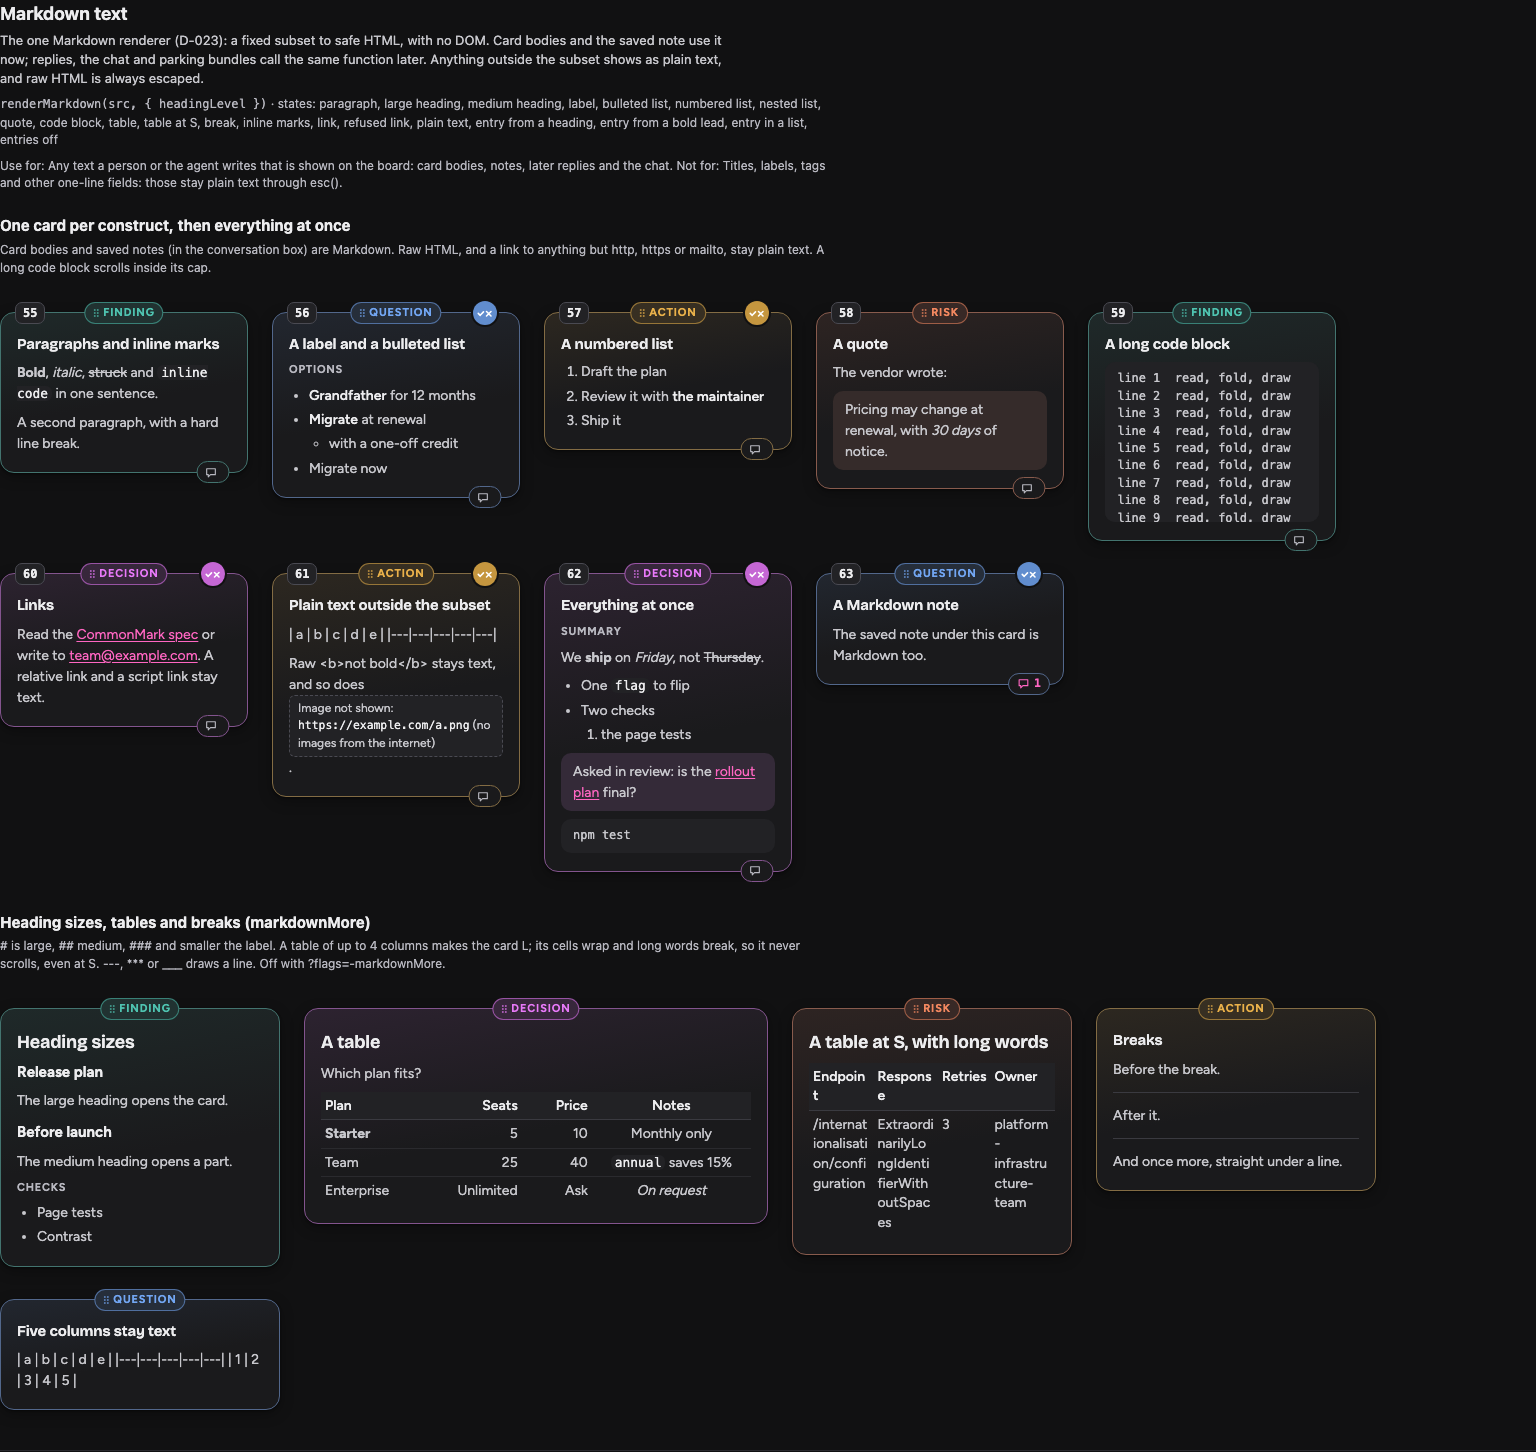 Markdown text
The one Markdown renderer (D-023): a fixed subset to safe HTML, with no DOM. Card bodies and the saved note use it
now; replies, the chat and parking bundles call the same function later. Anything outside the subset shows as plain text,
and raw HTML is always escaped.
renderMarkdown(src, { headingLevel }) · states: paragraph, large heading, medium heading, label, bulleted list, numbered list, nested list,
quote, code block, table, table at S, break, inline marks, link, refused link, plain text, entry from a heading, entry from a bold lead, entry in a list,
entries off
Use for: Any text a person or the agent writes that is shown on the board: card bodies, notes, later replies and the chat. Not for: Titles, labels, tags
and other one-line fields: those stay plain text through esc().
One card per construct, then everything at once
Card bodies and saved notes (in the conversation box) are Markdown. Raw HTML, and a link to anything but http, https or mailto, stay plain text. A
long code block scrolls inside its cap.
55 FINDING
Paragraphs and inline marks
Bold, italic, struck and inline
code in one sentence.
A second paragraph, with a hard
line break.
56 QUESTION
A label and a bulleted list
OPTIONS
• Grandfather for 12 months
• Migrate at renewal
◦ with a one-off credit
• Migrate now
57 ACTION
A numbered list
1. Draft the plan
2. Review it with the maintainer
3. Ship it
58 RISK
A quote
The vendor wrote:
Pricing may change at
renewal, with 30 days of
notice.
59 FINDING
A long code block
line 1 read, fold, draw
line 2 read, fold, draw
line 3 read, fold, draw
line 4 read, fold, draw
line 5 read, fold, draw
line 6 read, fold, draw
line 7 read, fold, draw
line 8 read, fold, draw
line 9 read, fold, draw
60 DECISION
Links
Read the CommonMark spec or
write to team@example.com. A
relative link and a script link stay
text.
61 ACTION
Plain text outside the subset
| a | b | c | d | e | |---|---|---|---|---|
Raw <b>not bold</b> stays text,
and so does
Image not shown:
https://example.com/a.png (no
images from the internet)
.
62 DECISION
Everything at once
SUMMARY
We ship on Friday, not Thursday.
• One flag to flip
• Two checks
1. the page tests
Asked in review: is the rollout
plan final?
npm test
63 QUESTION
A Markdown note
The saved note under this card is
Markdown too.
1
Heading sizes, tables and breaks (markdownMore)
# is large, ## medium, ### and smaller the label. A table of up to 4 columns makes the card L; its cells wrap and long words break, so it never
scrolls, even at S. ---, *** or ___ draws a line. Off with ?flags=-markdownMore.
FINDING
Heading sizes
Release plan
The large heading opens the card.
Before launch
The medium heading opens a part.
CHECKS
• Page tests
• Contrast
DECISION
A table
Which plan fits?
Plan Seats Price Notes
Starter 5 10 Monthly only
Team 25 40 annual saves 15%
Enterprise Unlimited Ask On request
RISK
A table at S, with long words
Endpoin Respons Retries Owner
t e
/internat Extraordi 3 platform
ionalisati narilyLo -
on/confi ngIdenti infrastru
guration fierWith cture-
outSpac team
es
ACTION
Breaks
Before the break.
After it.
And once more, straight under a line.
QUESTION
Five columns stay text
| a | b | c | d | e | |---|---|---|---|---| | 1 | 2
| 3 | 4 | 5 |